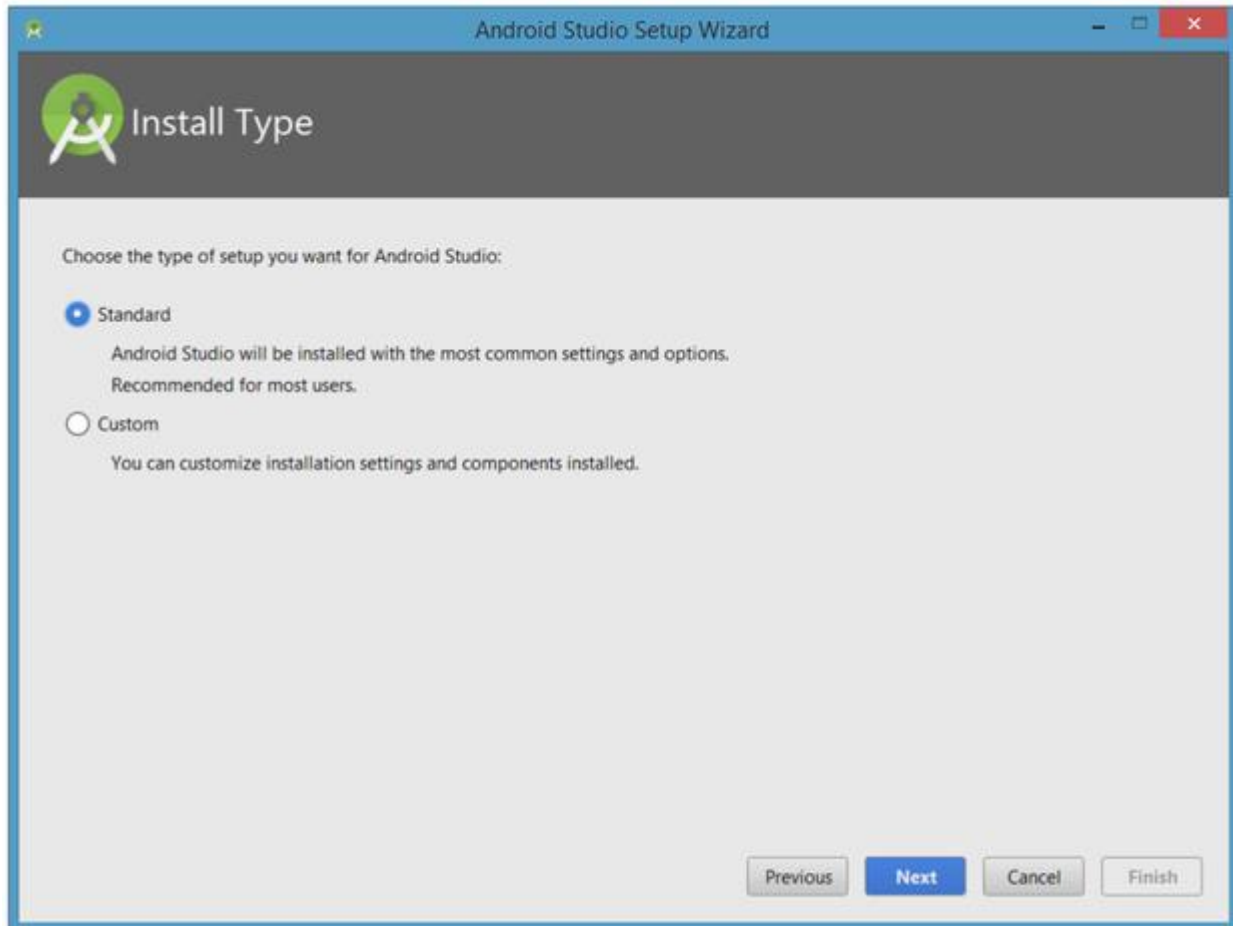 Android Studio Setup Wizard
Install Type
Choose the type of setup you want for Android Studio:
Standard
Android Studio will be installed with the most common settings and options.
Recommended for most users.
Custom
You can customize installation settings and components installed.
Previous Next Cancel Finish